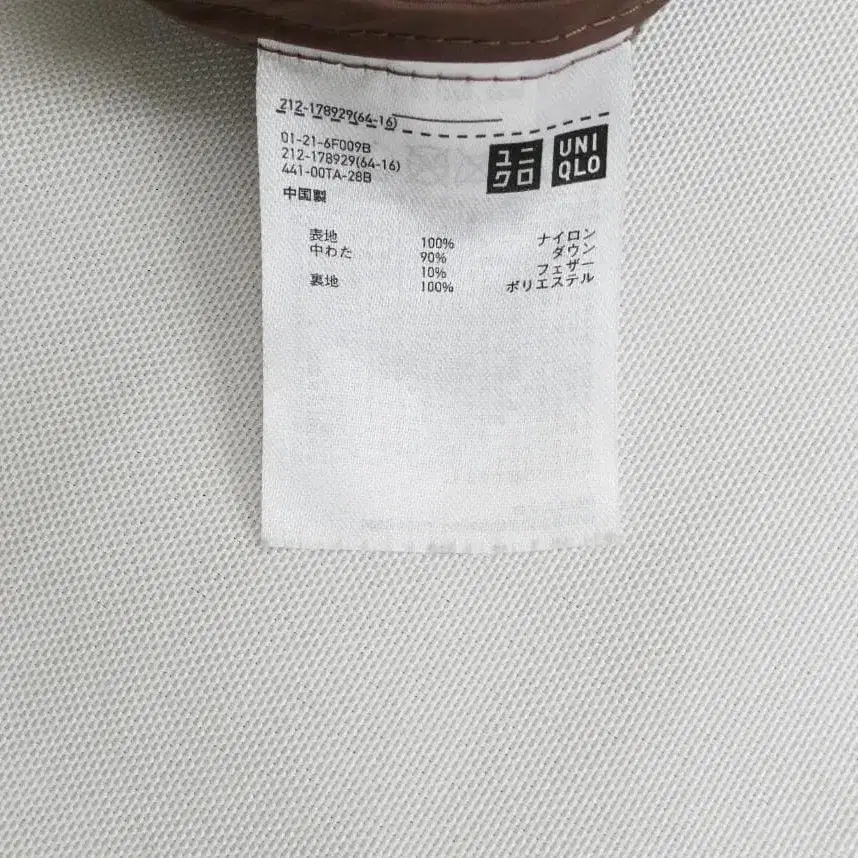 212-178929(64-16)
ユニ UNI
クロ QLO
01-21-6F009B
212-178929(64-16)
441-00TA-28B
中国製
表地 100% ナイロン
中わた 90% ダウン
10% フェザー
裏地 100% ポリエステル